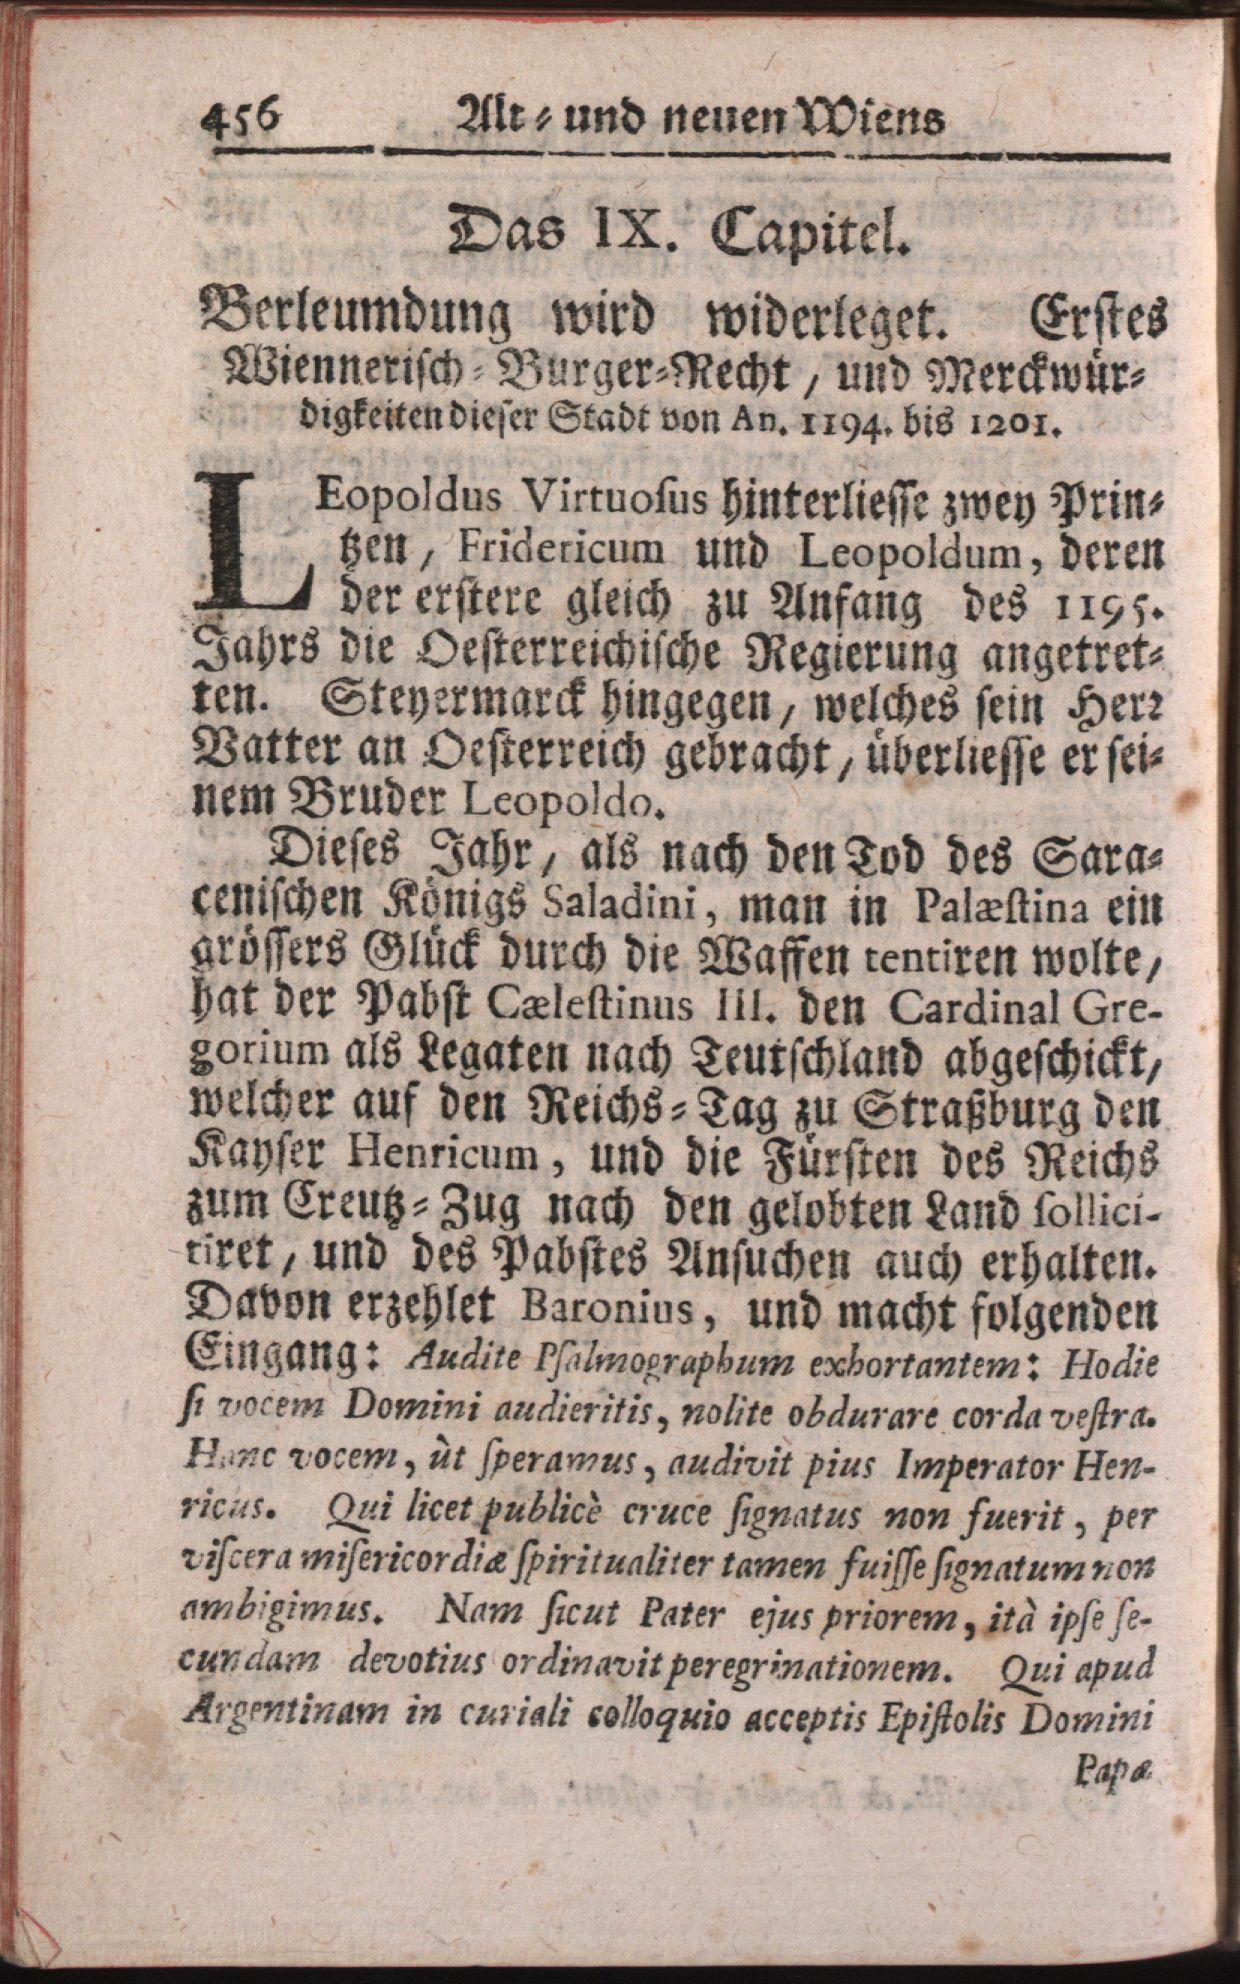 456 Alt- und neuen Wiens
Das IX. Capitel.
Verleumdung wird widerleget. Erstes
Wiennerisch-Burger-Recht, und Merckwür-
digkeiten dieser Stadt von An. 1194. bis 1201.
LEopoldus Virtuoſus hinterliesse zwey Prin-
tzen, Fridericum und Leopoldum, deren
der erstere gleich zu Anfang des 1195.
Jahrs die Oesterreichische Regierung angetret-
ten. Steyermarck hingegen, welches sein Herr
Vatter an Oesterreich gebracht, überliesse er sei-
nem Bruder Leopoldo.
Dieses Jahr, als nach den Tod des Sara-
cenischen Königs Saladini, man in Palæſtina ein
grössers Glück durch die Waffen tentiren wolte,
hat der Pabst Cæleſtinus III. den Cardinal Gre-
gorium als Legaten nach Teutschland abgeschickt,
welcher auf den Reichs-Tag zu Straßburg den
Kayser Henricum, und die Fürsten des Reichs
zum Creutz-Zug nach den gelobten Land ſollici-
tiret, und des Pabstes Ansuchen auch erhalten.
Davon erzehlet Baronius, und macht folgenden
Eingang: Audite Pſalmographum exhortantem: Hodie
ſi vocem Domini audieritis, nolite obdurare corda veſtra.
Hanc vocem, ùt ſperamus, audivit pius Imperator Hen-
ricus. Qui licet publicè cruce ſignatus non fuerit, per
viſcera miſericordiæ ſpiritualiter tamen fuiſſe ſignatum non
ambigimus. Nam ſicut Pater ejus priorem, ità ipſe ſe-
cundam devotius ordinavit peregrinationem. Qui apud
Argentinam in curiali colloquio acceptis Epiſtolis Domini
Papæ